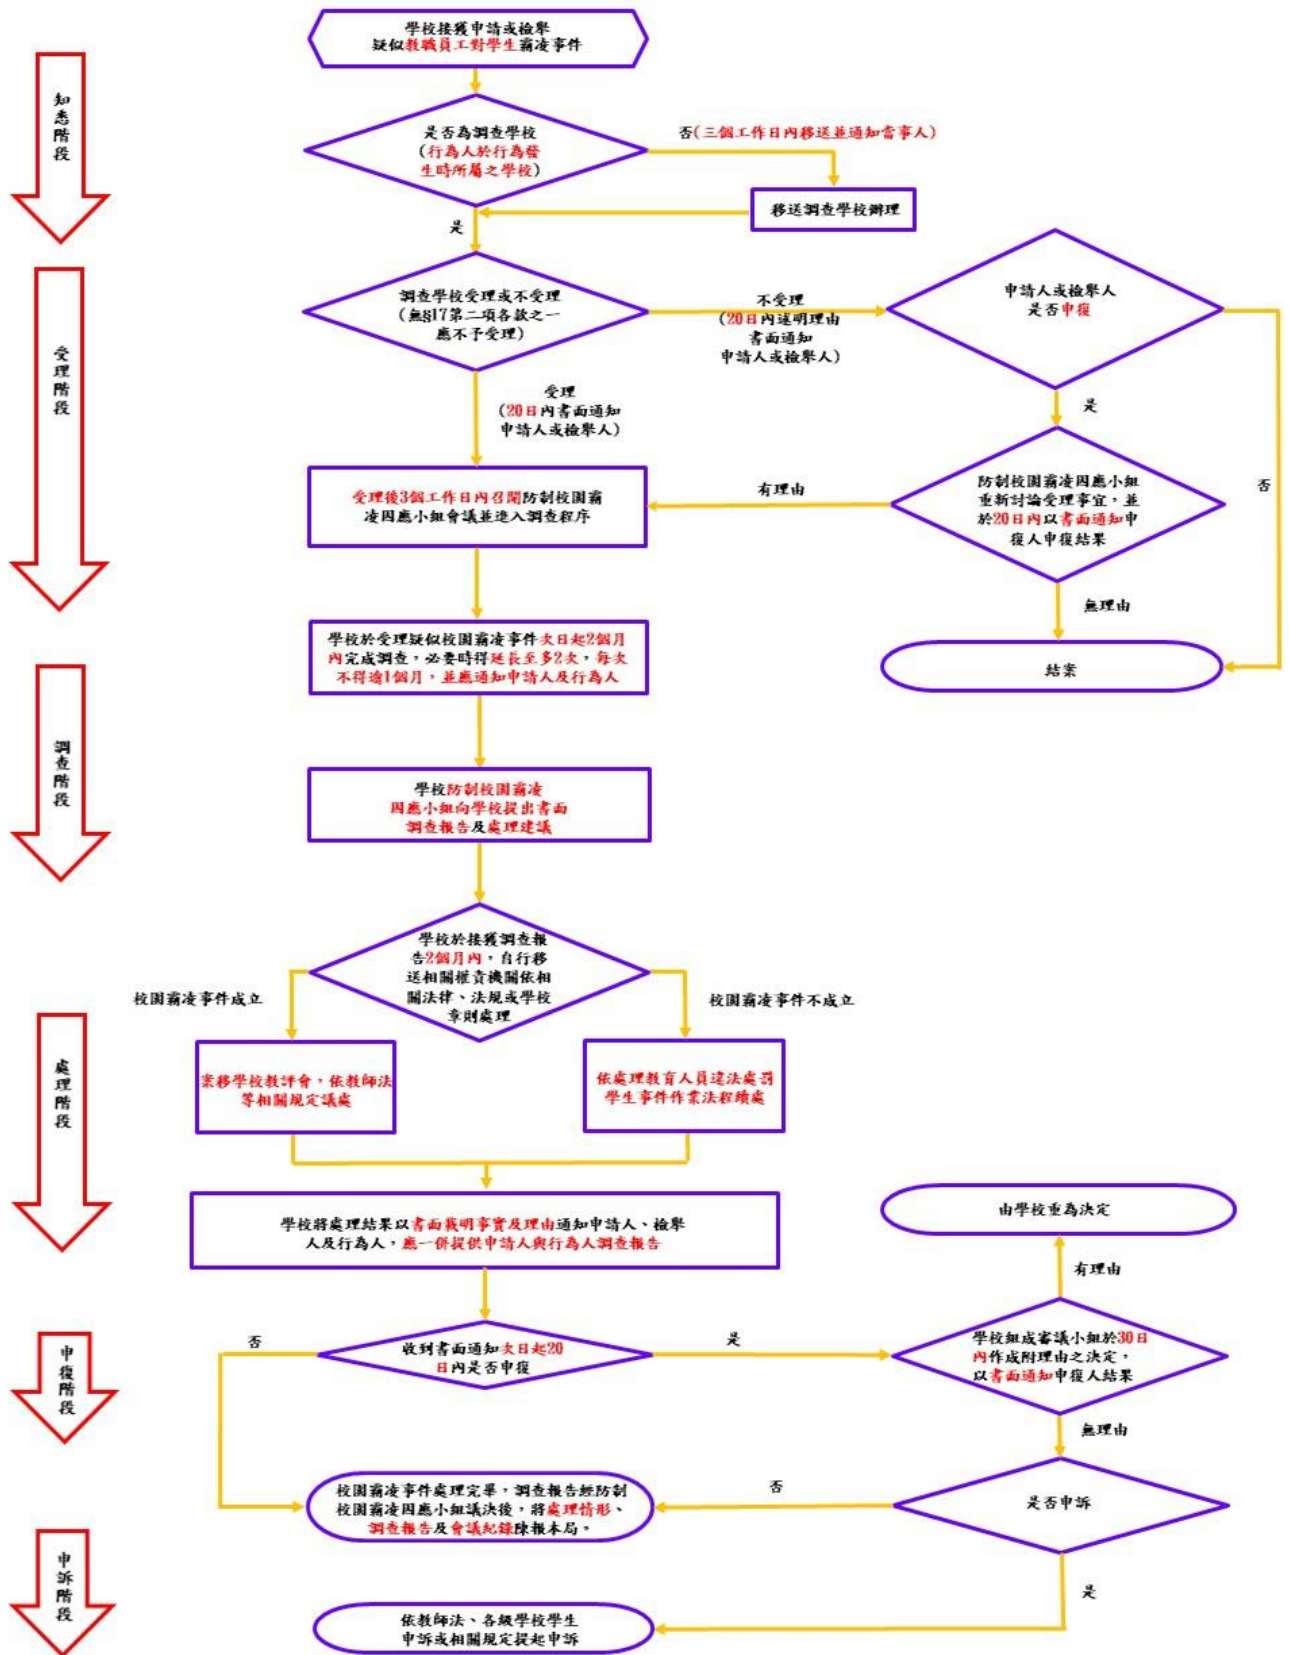 學校接獲申請或檢舉
疑似教職員工對學生霸凌事件
知悉階段
是否為調查學校
(行為人於行為發
生時所屬之學校)
否(三個工作日內移送並通知當事人)
移送調查學校辦理
是
受理階段
調查學校受理或不受理
(無§17第二項各款之一
應不予受理)
不受理
(20日內述明理由
書面通知
申請人或檢舉人)
申請人或檢舉人
是否申復
受理
(20日內書面通知
申請人或檢舉人)
是
否
受理後3個工作日內召開防制校園霸
凌因應小組會議並進入調查程序
有理由
防制校園霸凌因應小組
重新討論受理事宜，並
於20日內以書面通知申
復人申復結果
無理由
結案
學校於受理疑似校園霸凌事件次日起2個月
內完成調查，必要時得延長至多2次，每次
不得逾1個月，並應通知申請人及行為人
調查階段
學校防制校園霸凌
因應小組向學校提出書面
調查報告及處理建議
學校於接獲調查報
告2個月內，自行移
送相關權責機關依相
關法律、法規或學校
章則處理
校園霸凌事件成立
校園霸凌事件不成立
處理階段
案移學校教評會，依教師法
等相關規定議處
依處理教育人員違法處罰
學生事件作業法程續處
學校將處理結果以書面載明事實及理由通知申請人、檢舉
人及行為人，應一併提供申請人與行為人調查報告
由學校重為決定
有理由
申復階段
否
收到書面通知次日起20
日內是否申復
是
學校組成審議小組於30日
內作成附理由之決定，
以書面通知申復人結果
無理由
校園霸凌事件處理完畢，調查報告經防制
校園霸凌因應小組議決後，將處理情形、
調查報告及會議紀錄陳報本局。
否
是否申訴
申訴階段
是
依教師法、各級學校學生
申訴或相關規定提起申訴